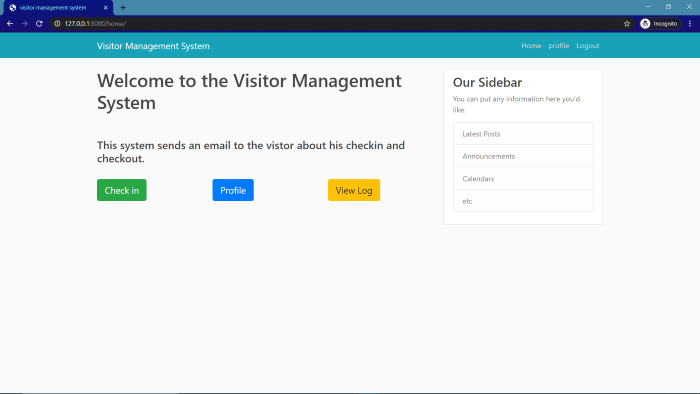 visitor management system
127.0.0.1:8000/home/
Incognito
Visitor Management System
Home profile Logout
Welcome to the Visitor Management
System
This system sends an email to the vistor about his checkin and
checkout.
Check in
Profile
View Log
Our Sidebar
You can put any information here you'd
like.
Latest Posts
Announcements
Calendars
etc